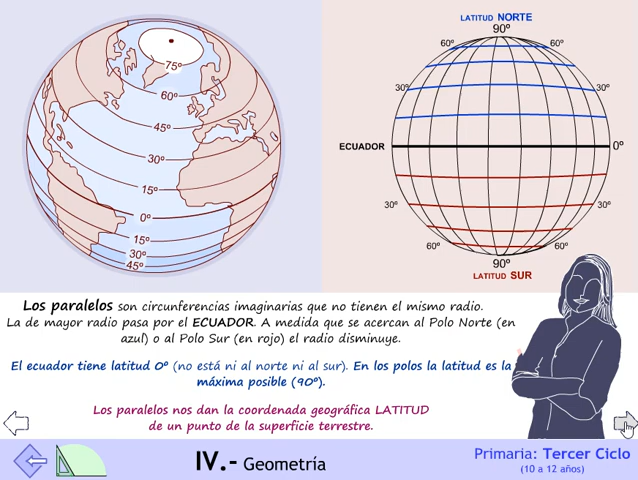 75º
60º
45º
30º
15º
0º
15º
30º
45º
LATITUD NORTE
90º
60º 60º
30º 30º
ECUADOR 0º
30º 30º
60º 60º
90º
LATITUD SUR
Los paralelos son circunferencias imaginarias que no tienen el mismo radio.
La de mayor radio pasa por el ECUADOR. A medida que se acercan al Polo Norte (en
azul) o al Polo Sur (en rojo) el radio disminuye.
El ecuador tiene latitud 0º (no está ni al norte ni al sur). En los polos la latitud es la
máxima posible (90º).
Los paralelos nos dan la coordenada geográfica LATITUD
de un punto de la superficie terrestre.
IV.- Geometría
Primaria: Tercer Ciclo
(10 a 12 años)